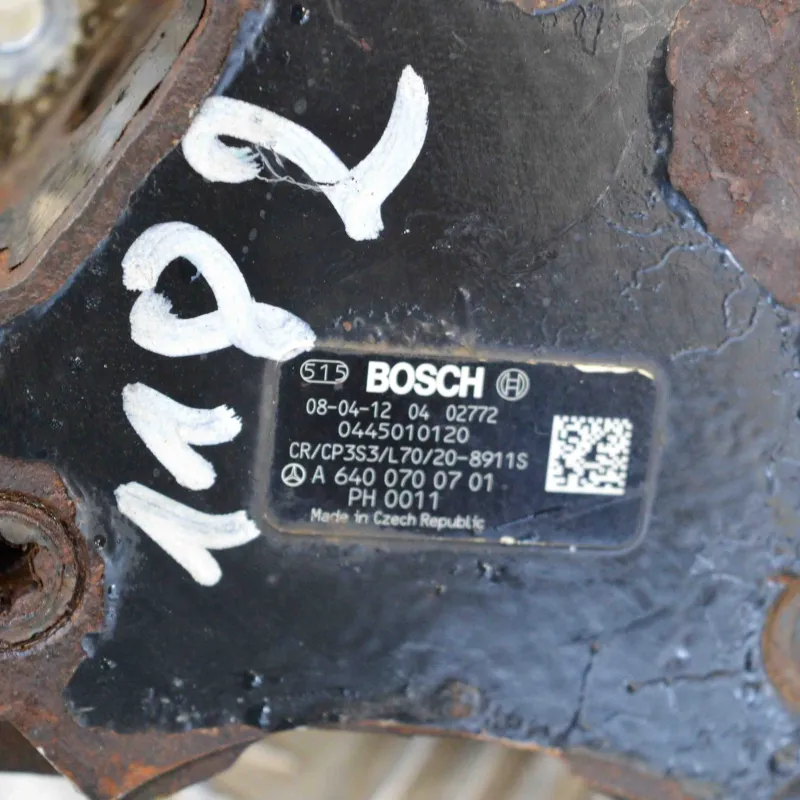 1182
515 BOSCH
08-04-12 04 02772
0445010120
CR/CP3S3/L70/20-8911S
A 640 070 07 01
PH 0011
Made in Czech Republic